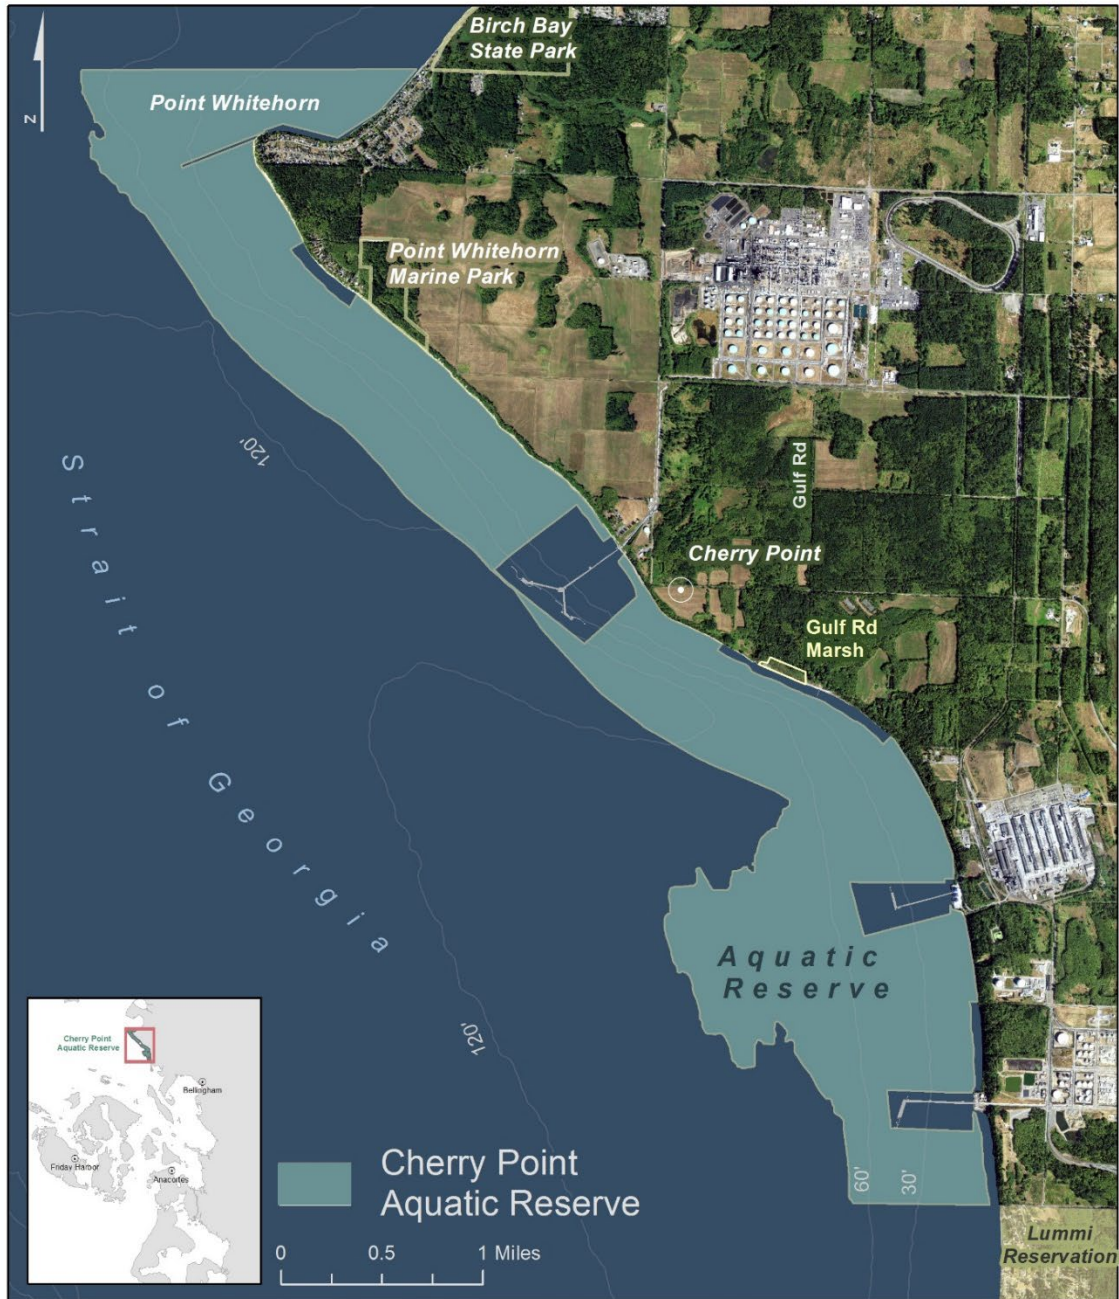 Birch Bay
State Park
Point Whitehorn
N
Point Whitehorn
Marine Park
120'
Gulf Rd
Cherry Point
Strait of Georgia
Gulf Rd
Marsh
Aquatic
Reserve
120'
60'
30'
Cherry Point
Aquatic Reserve
Bellingham
Friday Harbor
Anacortes
Cherry Point
Aquatic Reserve
0 0.5 1 Miles
Lummi
Reservation